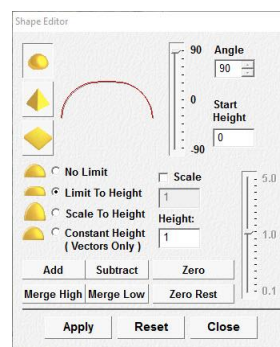 Shape Editor
90 Angle
90
0 Start
Height
-90 0
No Limit Scale
Limit To Height 1
Scale To Height Height:
Constant Height 1
( Vectors Only )
5.0
1.0
0.1
Add Subtract Zero
Merge High Merge Low Zero Rest
Apply Reset Close